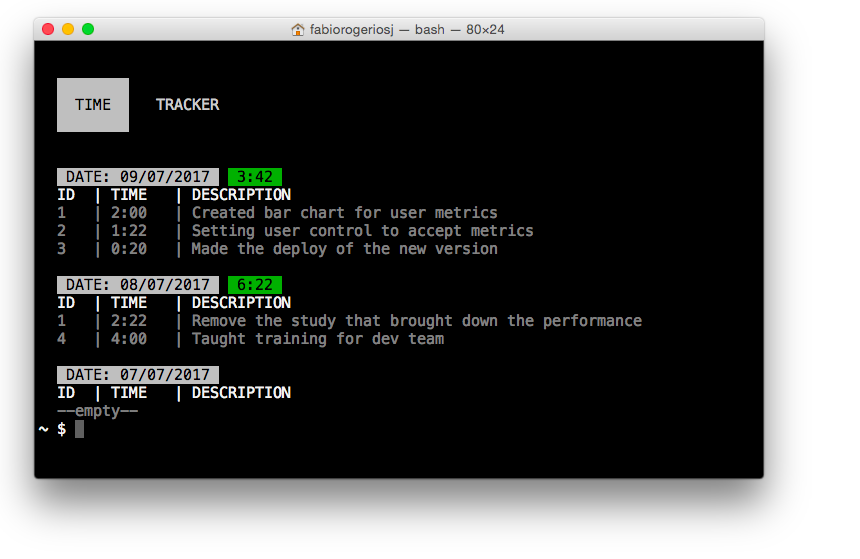 fabiorogeriosj — bash — 80×24
TIME TRACKER
DATE: 09/07/2017 3:42
ID | TIME | DESCRIPTION
1 | 2:00 | Created bar chart for user metrics
2 | 1:22 | Setting user control to accept metrics
3 | 0:20 | Made the deploy of the new version
DATE: 08/07/2017 6:22
ID | TIME | DESCRIPTION
1 | 2:22 | Remove the study that brought down the performance
4 | 4:00 | Taught training for dev team
DATE: 07/07/2017
ID | TIME | DESCRIPTION
--empty--
~ $